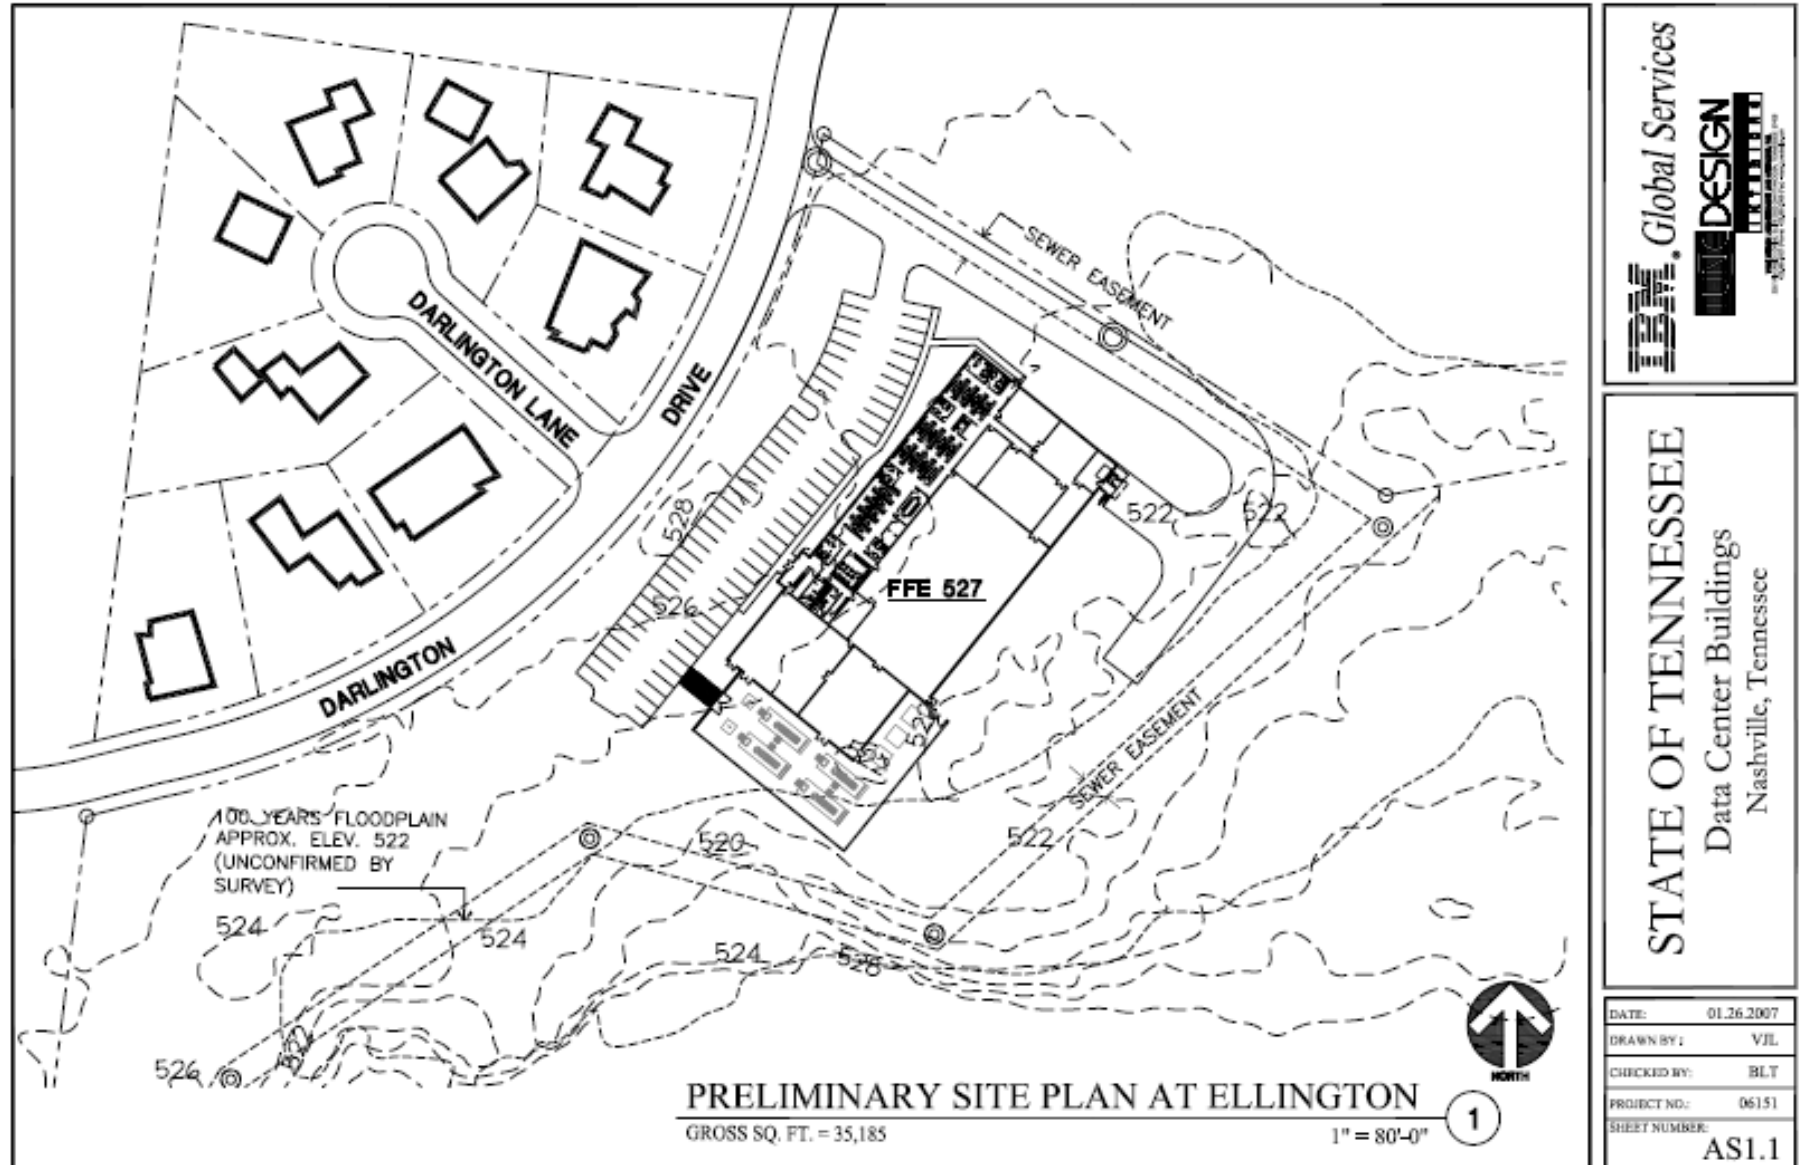 DARLINGTON LANE
DRIVE
DARLINGTON
SEWER EASEMENT
528
526
FFE 527
522
522
SEWER EASEMENT
522
520
100 YEARS FLOODPLAIN
APPROX. ELEV. 522
(UNCONFIRMED BY
SURVEY)
524
524
524
526
NORTH
PRELIMINARY SITE PLAN AT ELLINGTON
GROSS SQ. FT. = 35,185
1" = 80'-0"
1
IBM Global Services
DESIGN
STATE OF TENNESSEE
Data Center Buildings
Nashville, Tennessee
DATE: 01.26.2007
DRAWN BY: VJL
CHECKED BY: BLT
PROJECT NO.: 06151
SHEET NUMBER:
AS1.1